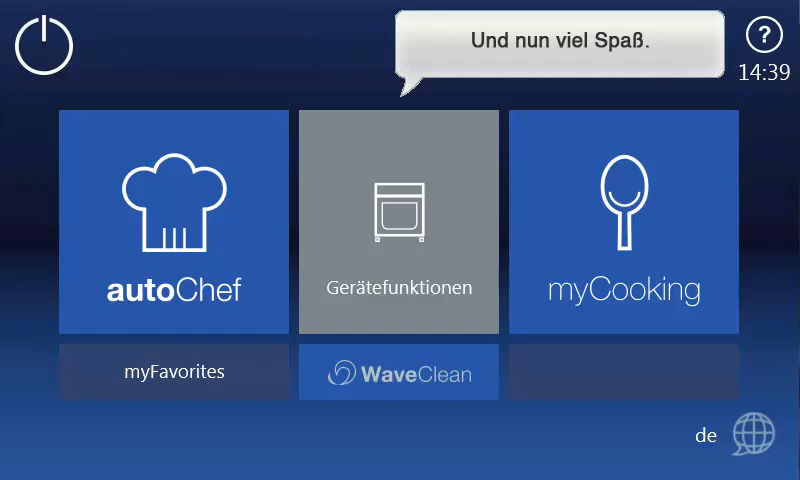 Und nun viel Spaß.
?
14:39
autoChef
Gerätefunktionen
myCooking
myFavorites
WaveClean
de